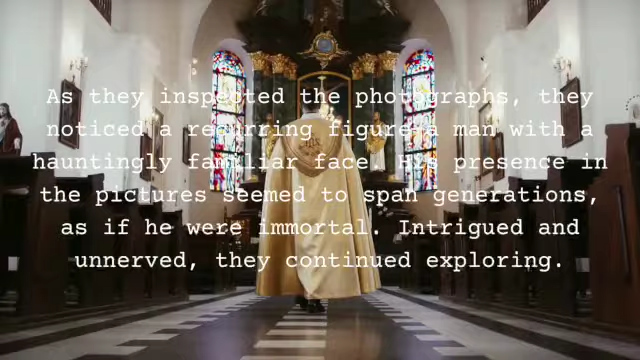 As they inspected the photographs, they
noticed a recurring figure a man with a
hauntingly familiar face. His presence in
the pictures seemed to span generations,
as if he were immortal. Intrigued and
unnerved, they continued exploring.